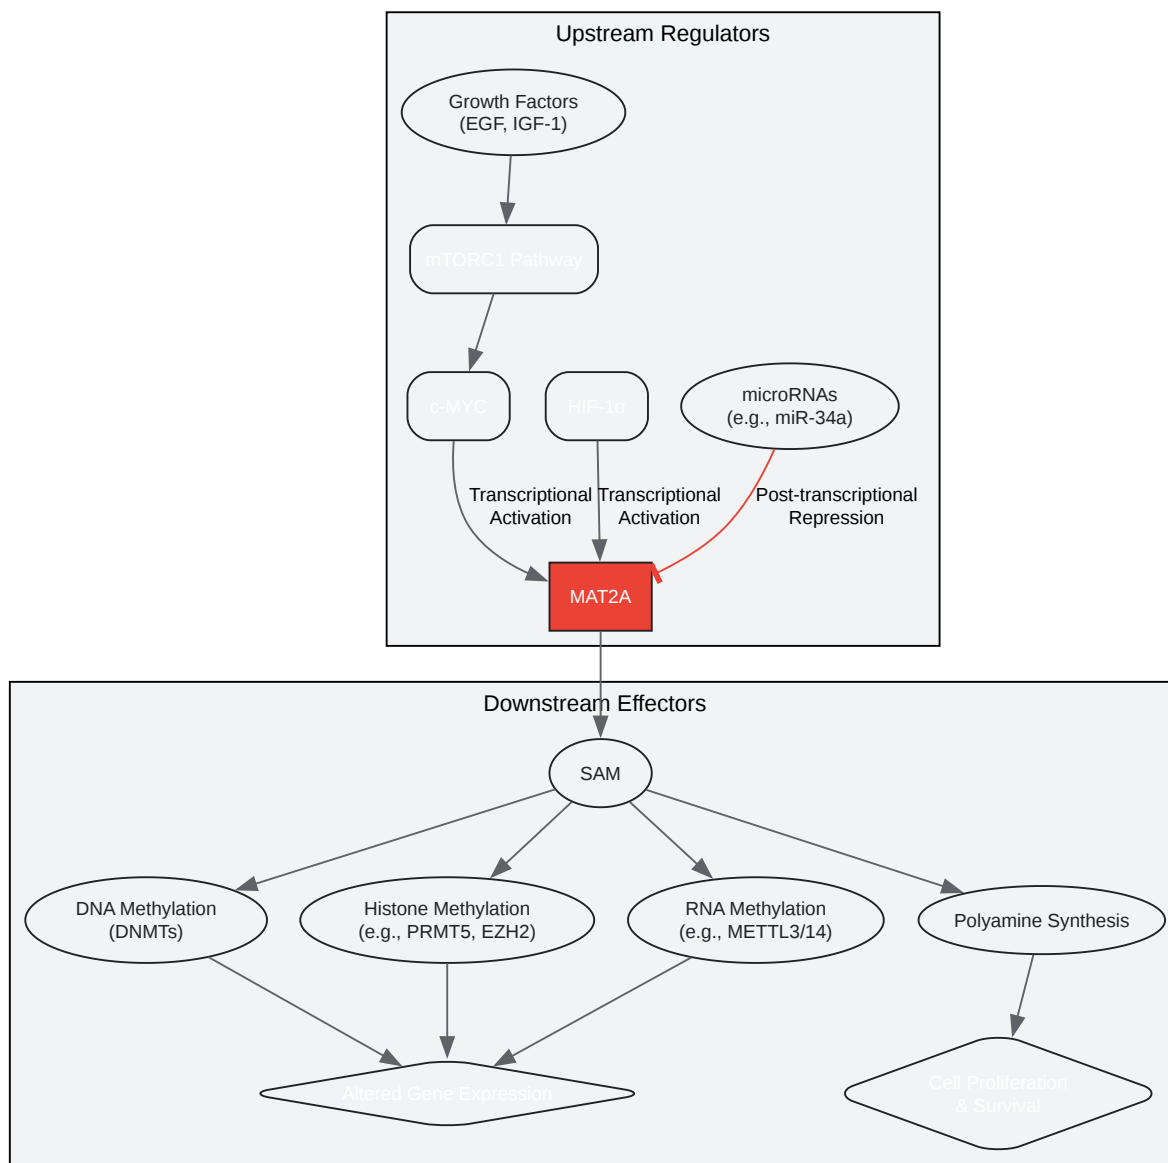 Upstream Regulators
Growth Factors
(EGF, IGF-1)
mTORC1 Pathway
c-MYC
HIF-1α
microRNAs
(e.g., miR-34a)
Transcriptional
Activation
Transcriptional
Activation
Post-transcriptional
Repression
MAT2A
Downstream Effectors
SAM
DNA Methylation
(DNMTs)
Histone Methylation
(e.g., PRMT5, EZH2)
RNA Methylation
(e.g., METTL3/14)
Polyamine Synthesis
Altered Gene Expression
Cell Proliferation
& Survival